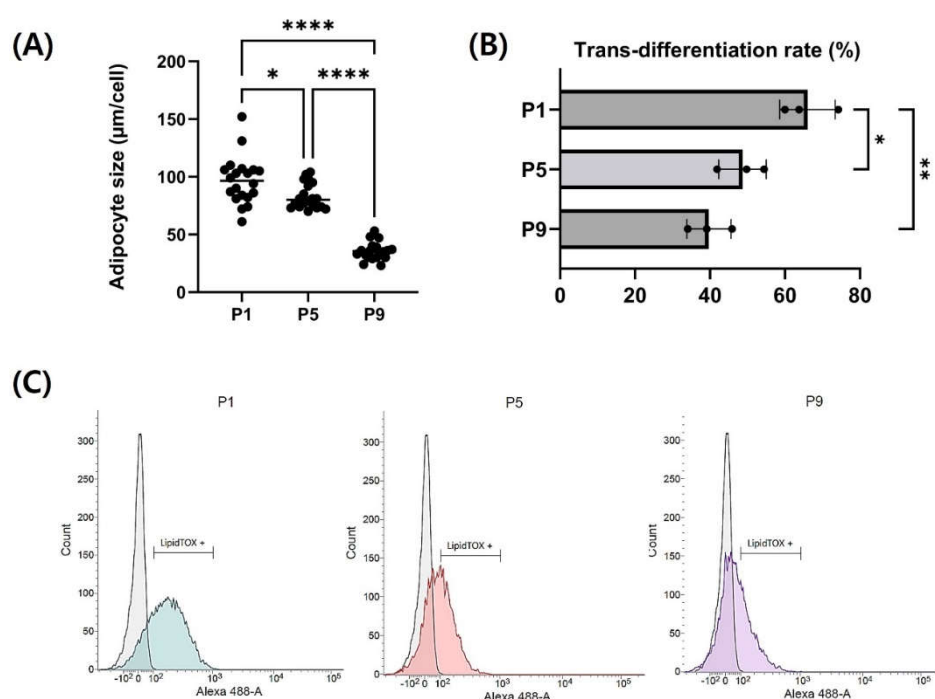 (A)
Adipocyte size (µm/cell)
200
150
100
50
0
****
* ****
P1 P5 P9
(B)
Trans-differentiation rate (%)
P1
P5
P9
*
**
0 20 40 60 80
(C)
P1
Count
300
250
200
150
100
50
0
LipidTOX +
-10² 0 10² 10³ 10⁴ 10⁵
Alexa 488-A
P5
Count
300
250
200
150
100
50
0
LipidTOX +
-10² 0 10² 10³ 10⁴ 10⁵
Alexa 488-A
P9
Count
300
250
200
150
100
50
0
LipidTOX +
-10² 0 10² 10³ 10⁴ 10⁵
Alexa 488-A